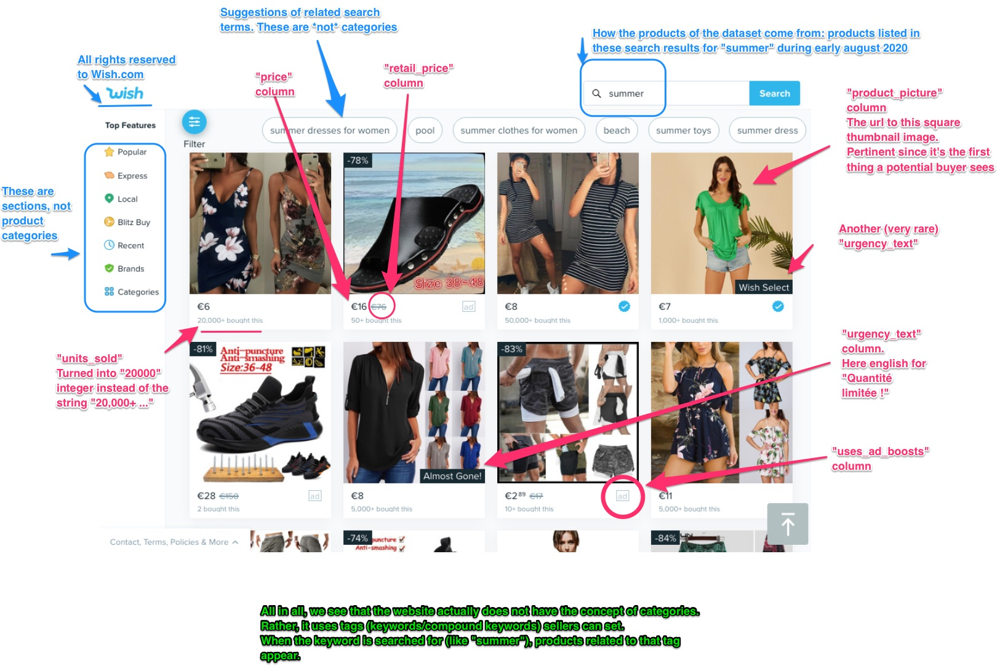 Suggestions of related search
terms. These are *not* categories
How the products of the dataset come from: products listed in
these search results for "summer" during early august 2020
All rights reserved
to Wish.com
"price"
column
"retail_price"
column
wish
summer
Search
"product_picture"
column
The url to this square
thumbnail image.
Pertinent since it's the first
thing a potential buyer sees
Top Features
Filter
summer dresses for women
pool
summer clothes for women
beach
summer toys
summer dress
Popular
Express
Local
Blitz Buy
Recent
Brands
Categories
These are
sections, not
product
categories
-78%
Size 38~48
Wish Select
Another (very rare)
"urgency_text"
€6
20,000+ bought this
€16 €76
ad
50+ bought this
€8
50,000+ bought this
€7
1,000+ bought this
"units_sold"
Turned into "20000"
integer instead of the
string "20,000+ ..."
"urgency_text"
column.
Here english for
"Quantité
limitée !"
-81%
Anti-puncture
Anti-smashing
Size:36-48
Almost Gone!
-83%
"uses_ad_boosts"
column
€28 €150
ad
2 bought this
€8
5,000+ bought this
€2 89 €17
ad
10+ bought this
€11
5,000+ bought this
Contact, Terms, Policies & More
-74%
puncture
Anti-smashing
-84%
All in all, we see that the website actually does not have the concept of categories.
Rather, it uses tags (keywords/compound keywords) sellers can set.
When the keyword is searched for (like "summer"), products related to that tag
appear.